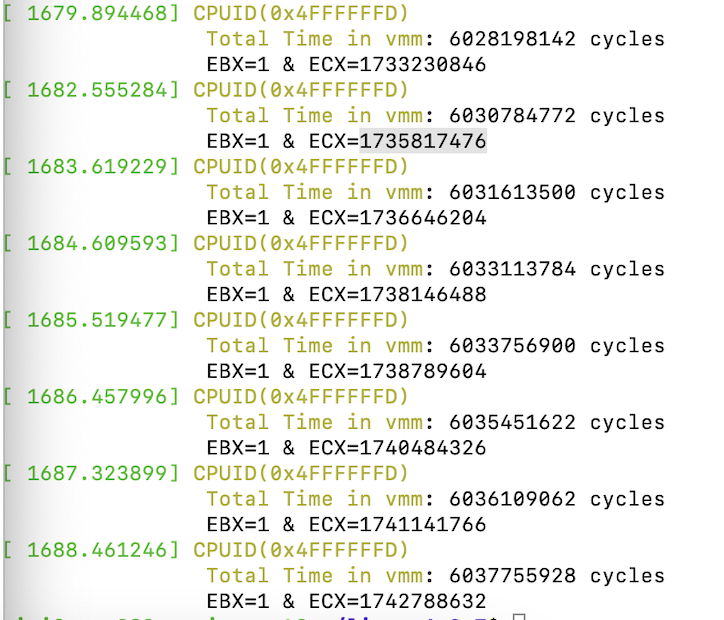 [ 1679.894468] CPUID(0x4FFFFFFD)
Total Time in vmm: 6028198142 cycles
EBX=1 & ECX=1733230846
[ 1682.555284] CPUID(0x4FFFFFFD)
Total Time in vmm: 6030784772 cycles
EBX=1 & ECX=1735817476
[ 1683.619229] CPUID(0x4FFFFFFD)
Total Time in vmm: 6031613500 cycles
EBX=1 & ECX=1736646204
[ 1684.609593] CPUID(0x4FFFFFFD)
Total Time in vmm: 6033113784 cycles
EBX=1 & ECX=1738146488
[ 1685.519477] CPUID(0x4FFFFFFD)
Total Time in vmm: 6033756900 cycles
EBX=1 & ECX=1738789604
[ 1686.457996] CPUID(0x4FFFFFFD)
Total Time in vmm: 6035451622 cycles
EBX=1 & ECX=1740484326
[ 1687.323899] CPUID(0x4FFFFFFD)
Total Time in vmm: 6036109062 cycles
EBX=1 & ECX=1741141766
[ 1688.461246] CPUID(0x4FFFFFFD)
Total Time in vmm: 6037755928 cycles
EBX=1 & ECX=1742788632